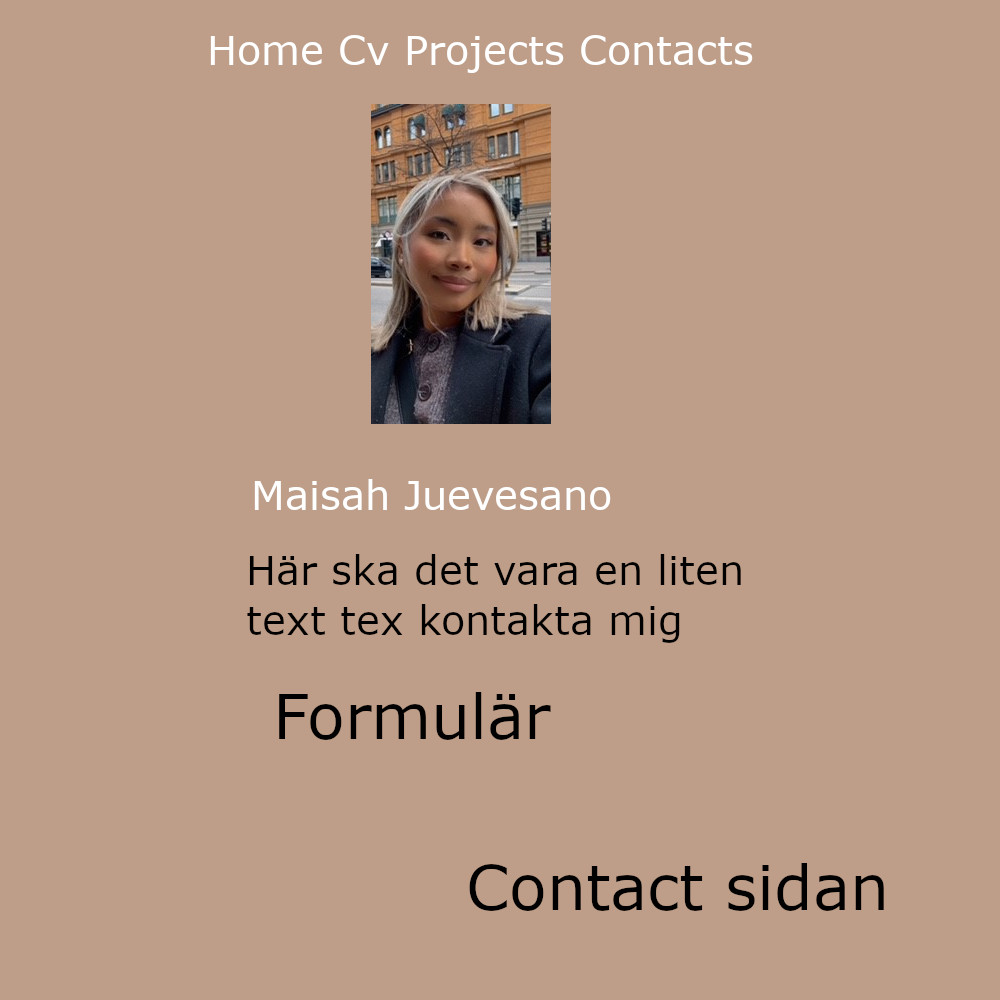 Home Cv Projects Contacts
Maisah Juevesano
Här ska det vara en liten
text tex kontakta mig
Formulär
Contact sidan